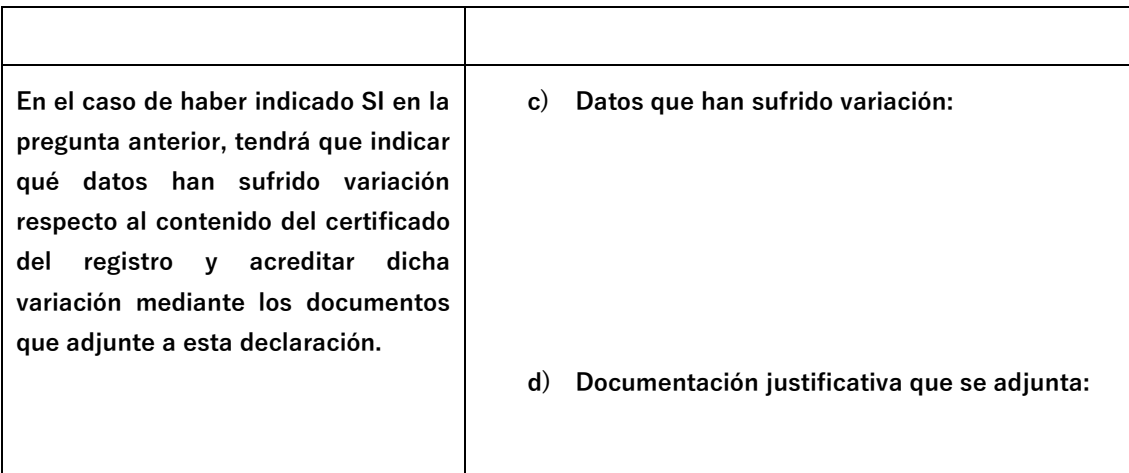 En el caso de haber indicado SI en la
pregunta anterior, tendrá que indicar
qué datos han sufrido variación
respecto al contenido del certificado
del registro y acreditar dicha
variación mediante los documentos
que adjunte a esta declaración.
c) Datos que han sufrido variación:
d) Documentación justificativa que se adjunta: